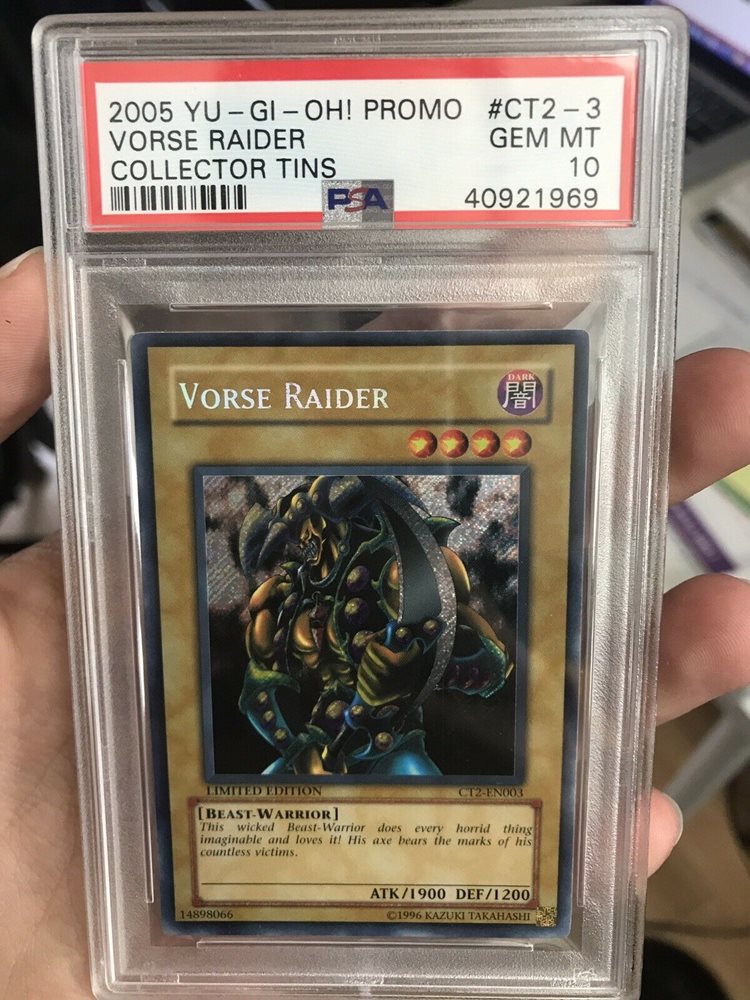 2005 YU-GI-OH! PROMO #CT2-3
VORSE RAIDER GEM MT
COLLECTOR TINS 10
PSA 40921969
VORSE RAIDER
DARK
闇
LIMITED EDITION CT2-EN003
[BEAST-WARRIOR]
This wicked Beast-Warrior does every horrid thing
imaginable and loves it! His axe bears the marks of his
countless victims.
ATK/1900 DEF/1200
14898066 ©1996 KAZUKI TAKAHASHI